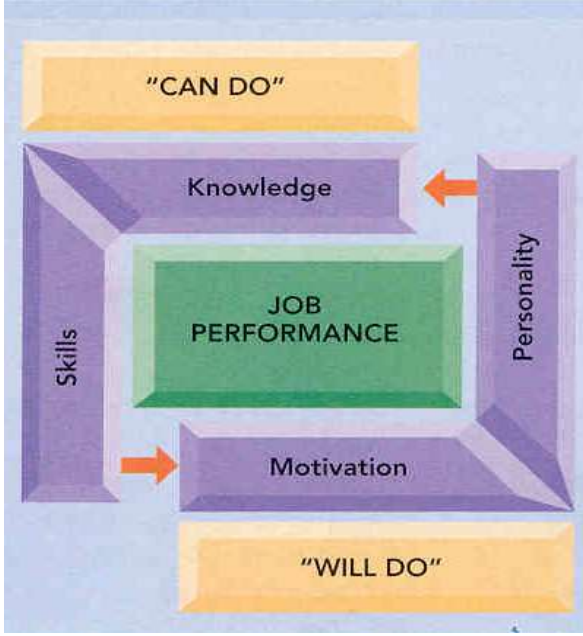 "CAN DO"
Knowledge
Personality
JOB
PERFORMANCE
Skills
Motivation
"WILL DO"